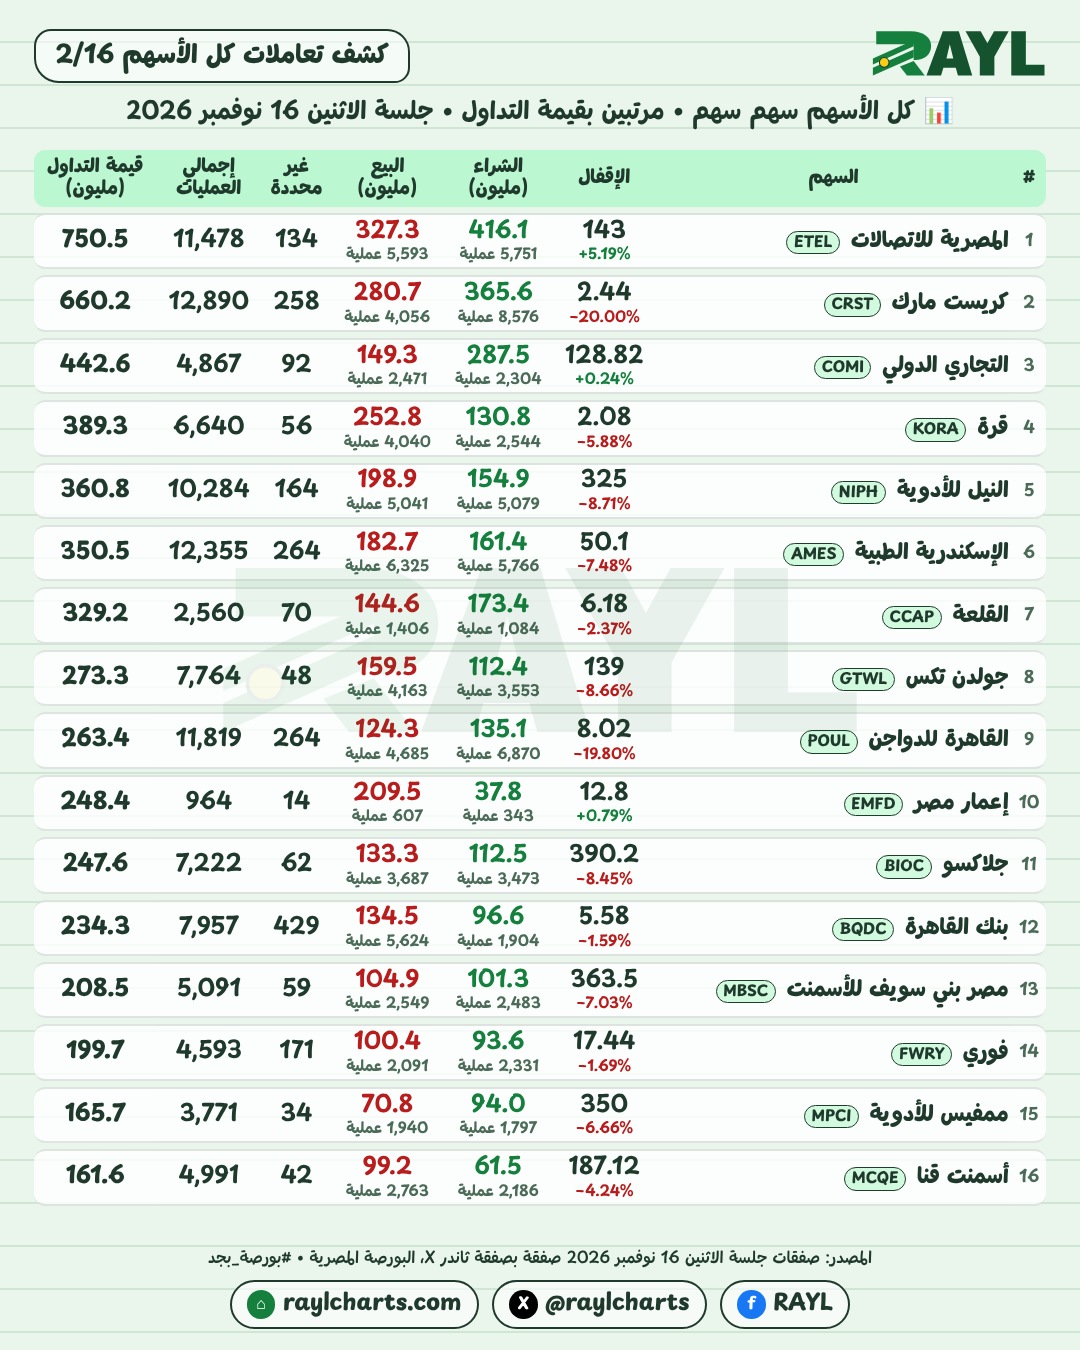 RAYL
كشف تعاملات كل الأسهم 2/16
📊 كل الأسهم سهم سهم • مرتبين بقيمة التداول • جلسة الاثنين 16 نوفمبر 2026
# السهم الإقفال الشراء (مليون) البيع (مليون) غير محددة إجمالي العمليات قيمة التداول (مليون)
1 المصرية للاتصالات ETEL 143 416.1 327.3 134 11,478 750.5
+5.19% 5,751 عملية 5,593 عملية
2 كريست مارك CRST 2.44 365.6 280.7 258 12,890 660.2
-20.00% 8,576 عملية 4,056 عملية
3 التجاري الدولي COMI 128.82 287.5 149.3 92 4,867 442.6
+0.24% 2,304 عملية 2,471 عملية
4 قرة KORA 2.08 130.8 252.8 56 6,640 389.3
-5.88% 2,544 عملية 4,040 عملية
5 النيل للأدوية NIPH 325 154.9 198.9 164 10,284 360.8
-8.71% 5,079 عملية 5,041 عملية
6 الإسكندرية الطبية AMES 50.1 161.4 182.7 264 12,355 350.5
-7.48% 5,766 عملية 6,325 عملية
7 القلعة CCAP 6.18 173.4 144.6 70 2,560 329.2
-2.37% 1,084 عملية 1,406 عملية
8 جولدن تكس GTWL 139 112.4 159.5 48 7,764 273.3
-8.66% 3,553 عملية 4,163 عملية
9 القاهرة للدواجن POUL 8.02 135.1 124.3 264 11,819 263.4
-19.80% 6,870 عملية 4,685 عملية
10 إعمار مصر EMFD 12.8 37.8 209.5 14 964 248.4
+0.79% 343 عملية 607 عملية
11 جلاكسو BIOC 390.2 112.5 133.3 62 7,222 247.6
-8.45% 3,473 عملية 3,687 عملية
12 بنك القاهرة BQDC 5.58 96.6 134.5 429 7,957 234.3
-1.59% 1,904 عملية 5,624 عملية
13 مصر بني سويف للأسمنت MBSC 363.5 101.3 104.9 59 5,091 208.5
-7.03% 2,483 عملية 2,549 عملية
14 فوري FWRY 17.44 93.6 100.4 171 4,593 199.7
-1.69% 2,331 عملية 2,091 عملية
15 ممفيس للأدوية MPCI 350 94.0 70.8 34 3,771 165.7
-6.66% 1,797 عملية 1,940 عملية
16 أسمنت قنا MCQE 187.12 61.5 99.2 42 4,991 161.6
-4.24% 2,186 عملية 2,763 عملية
RAYL
المصدر: صفقات جلسة الاثنين 16 نوفمبر 2026 صفقة بصفقة ثاندر X، البورصة المصرية • #بورصة_بجد
raylcharts.com X @raylcharts f RAYL